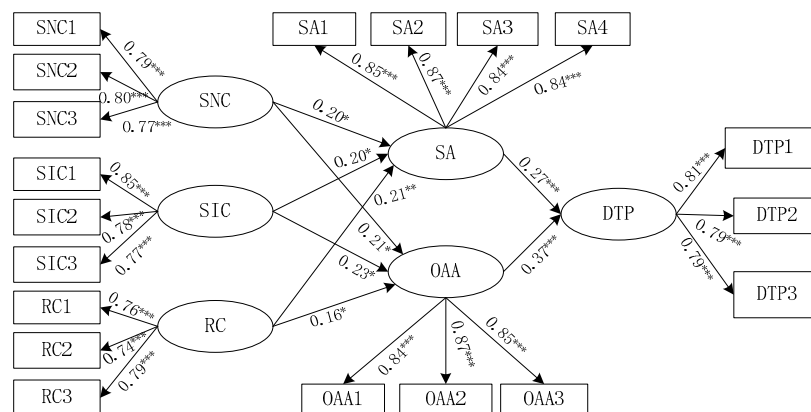 SNC1
SNC2
SNC3
SIC1
SIC2
SIC3
RC1
RC2
RC3
0.79***
0.80***
0.77***
0.85***
0.78***
0.77***
0.76***
0.74***
0.79***
SNC
SIC
RC
0.20*
0.20*
0.21**
0.21*
0.23*
0.16*
SA1
SA2
SA3
SA4
0.85***
0.87***
0.84***
0.84***
SA
OAA
0.84***
0.87***
0.85***
OAA1
OAA2
OAA3
0.27***
0.37***
DTP
0.81***
0.79***
0.79***
DTP1
DTP2
DTP3